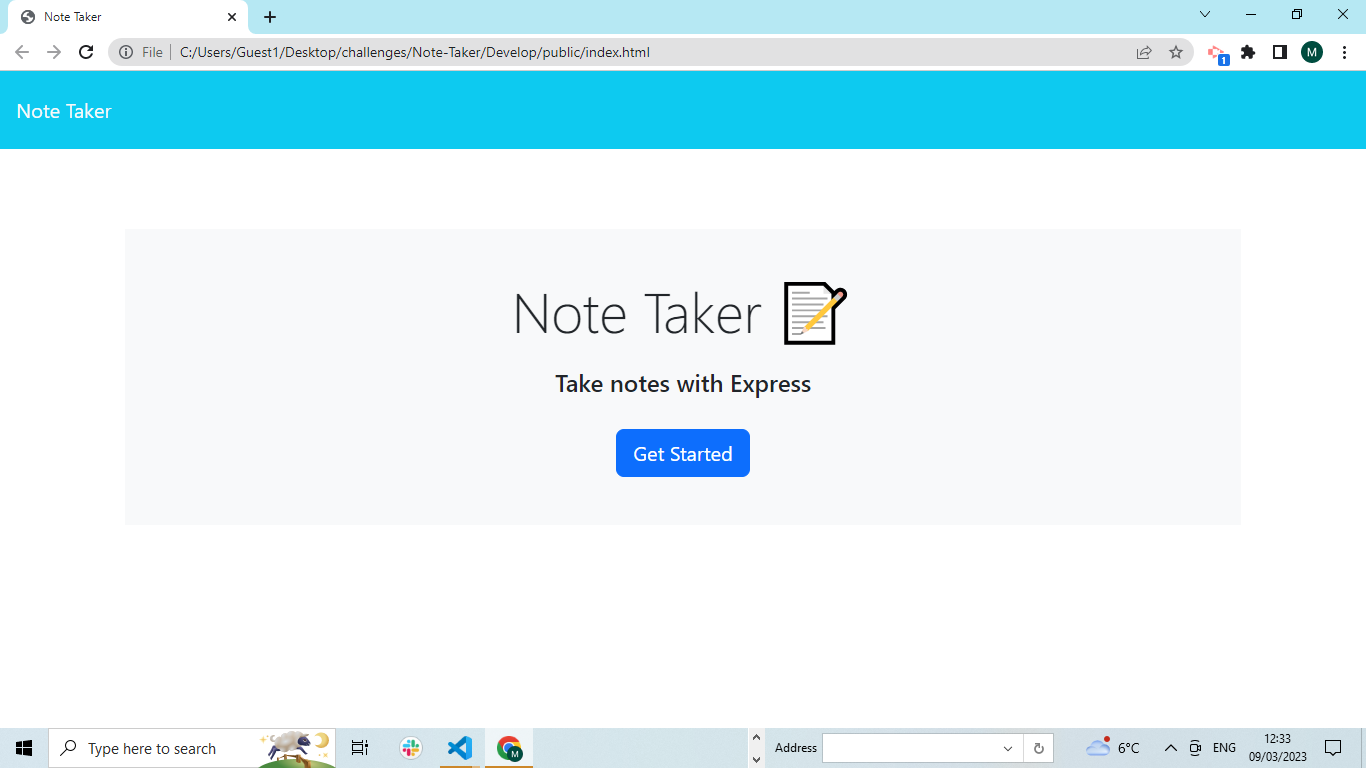 Note Taker
File
C:/Users/Guest1/Desktop/challenges/Note-Taker/Develop/public/index.html
1
M
Note Taker
Note Taker
Take notes with Express
Get Started
Type here to search
M
Address
6°C
ENG
12:33
09/03/2023